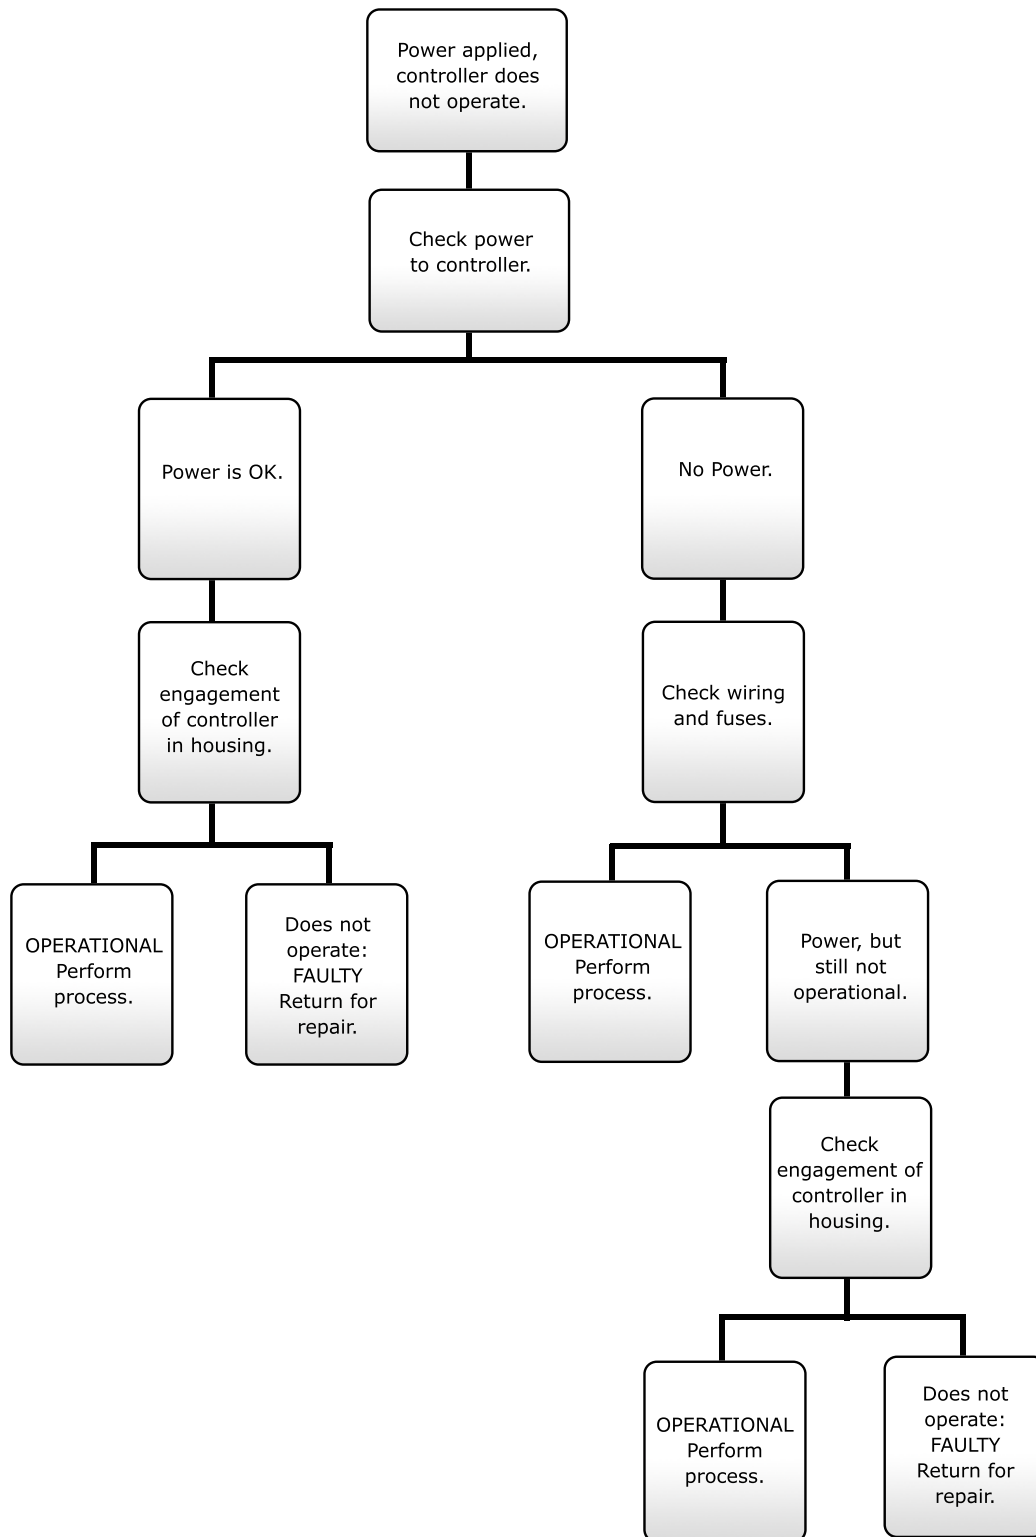 Power applied,
controller does
not operate.
Check power
to controller.
Power is OK.
No Power.
Check
engagement
of controller
in housing.
Check wiring
and fuses.
OPERATIONAL
Perform
process.
Does not
operate:
FAULTY
Return for
repair.
OPERATIONAL
Perform
process.
Power, but
still not
operational.
Check
engagement of
controller in
housing.
OPERATIONAL
Perform
process.
Does not
operate:
FAULTY
Return for
repair.